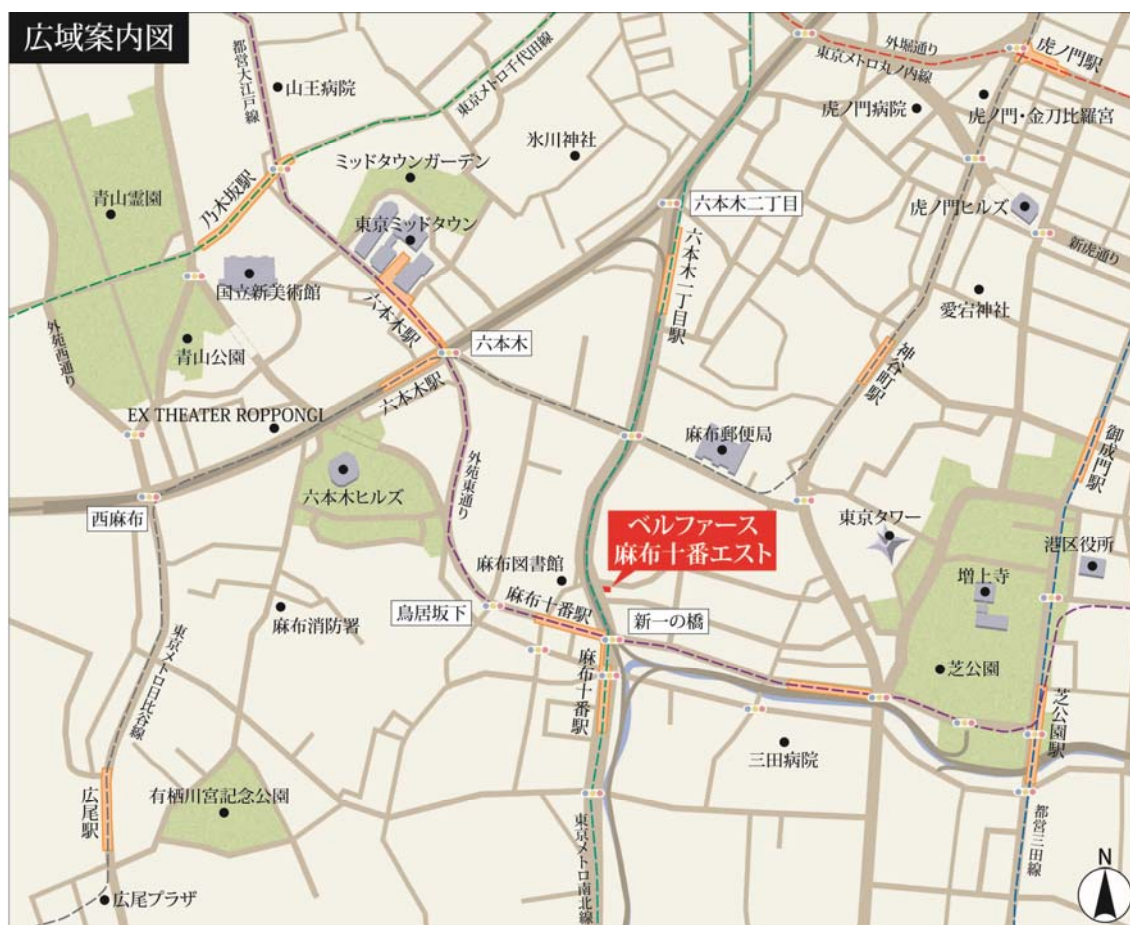 広域案内図
都営大江戸線
山王病院
東京メトロ千代田線
外堀通り
東京メトロ丸ノ内線
虎ノ門駅
虎ノ門病院
虎ノ門・金刀比羅宮
氷川神社
ミッドタウンガーデン
青山霊園
乃木坂駅
東京ミッドタウン
六本木二丁目
虎ノ門ヒルズ
新虎通り
国立新美術館
六本木駅
六本木一丁目駅
愛宕神社
外苑西通り
青山公園
六本木
六本木駅
神谷町駅
EX THEATER ROPPONGI
麻布郵便局
御成門駅
外苑東通り
六本木ヒルズ
西麻布
東京タワー
ベルファース
麻布十番エスト
港区役所
麻布図書館
増上寺
鳥居坂下
麻布十番駅
新一の橋
麻布消防署
東京メトロ日比谷線
麻布十番駅
芝公園
芝公園駅
三田病院
広尾駅
有栖川宮記念公園
東京メトロ南北線
都営三田線
N
広尾プラザ